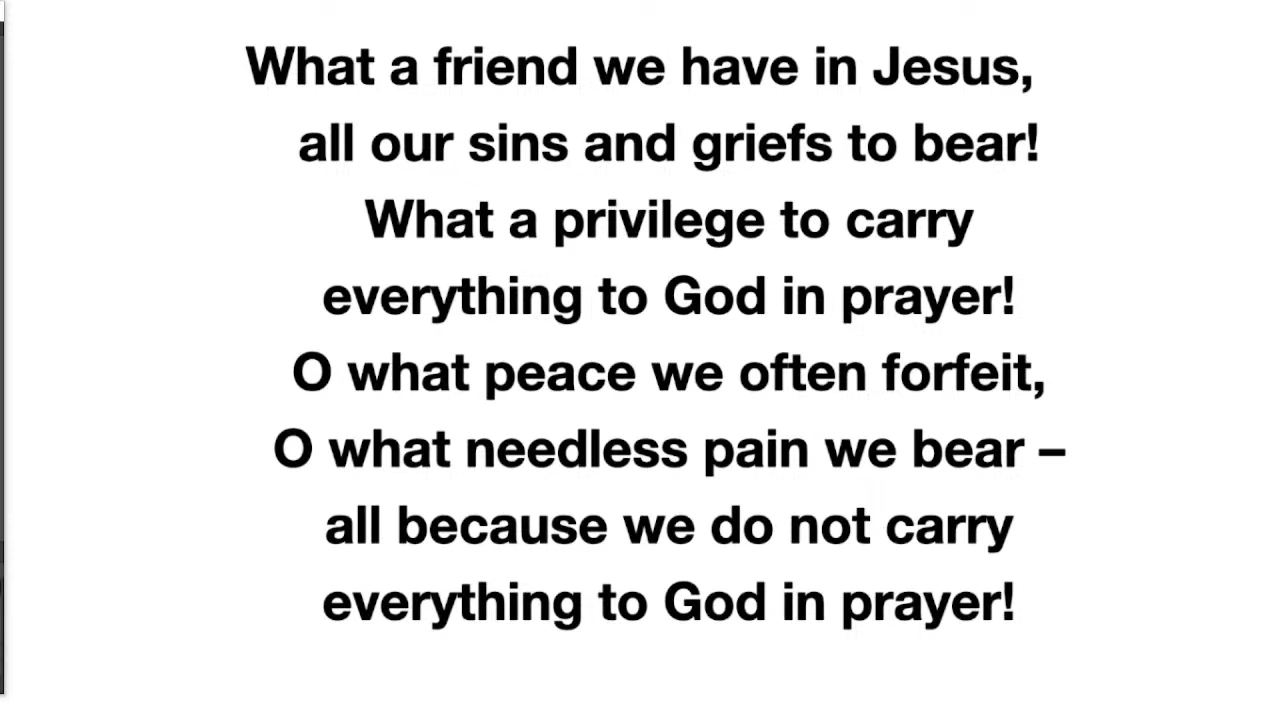 What a friend we have in Jesus,
all our sins and griefs to bear!
What a privilege to carry
everything to God in prayer!
O what peace we often forfeit,
O what needless pain we bear –
all because we do not carry
everything to God in prayer!